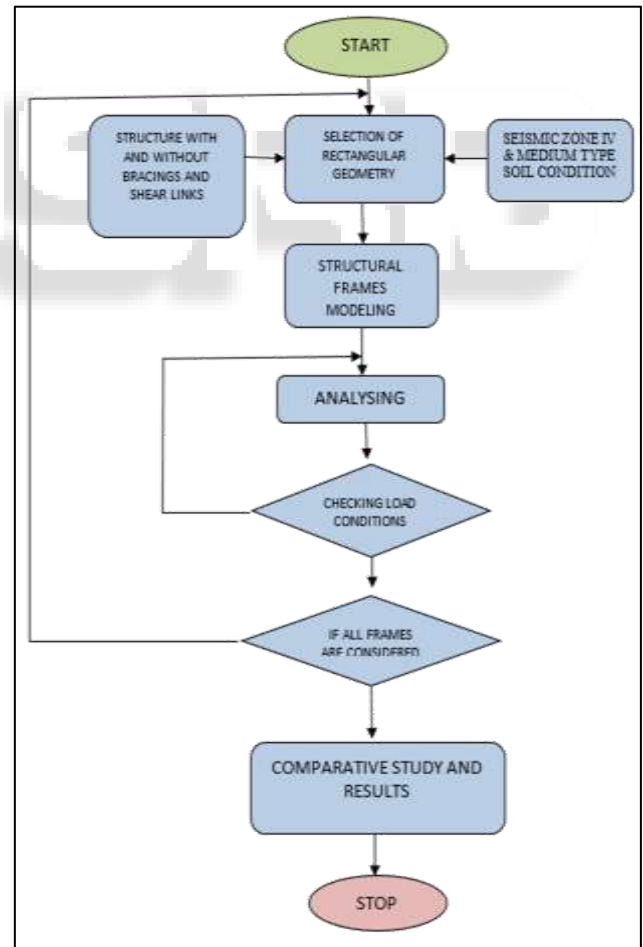 START
STRUCTURE WITH
AND WITHOUT
BRACINGS AND
SHEAR LINKS
SELECTION OF
RECTANGULAR
GEOMETRY
SEISMIC ZONE IV
& MEDIUM TYPE
SOIL CONDITION
STRUCTURAL
FRAMES
MODELING
ANALYSING
CHECKING LOAD
CONDITIONS
IF ALL FRAMES
ARE CONSIDERED
COMPARATIVE STUDY AND
RESULTS
STOP